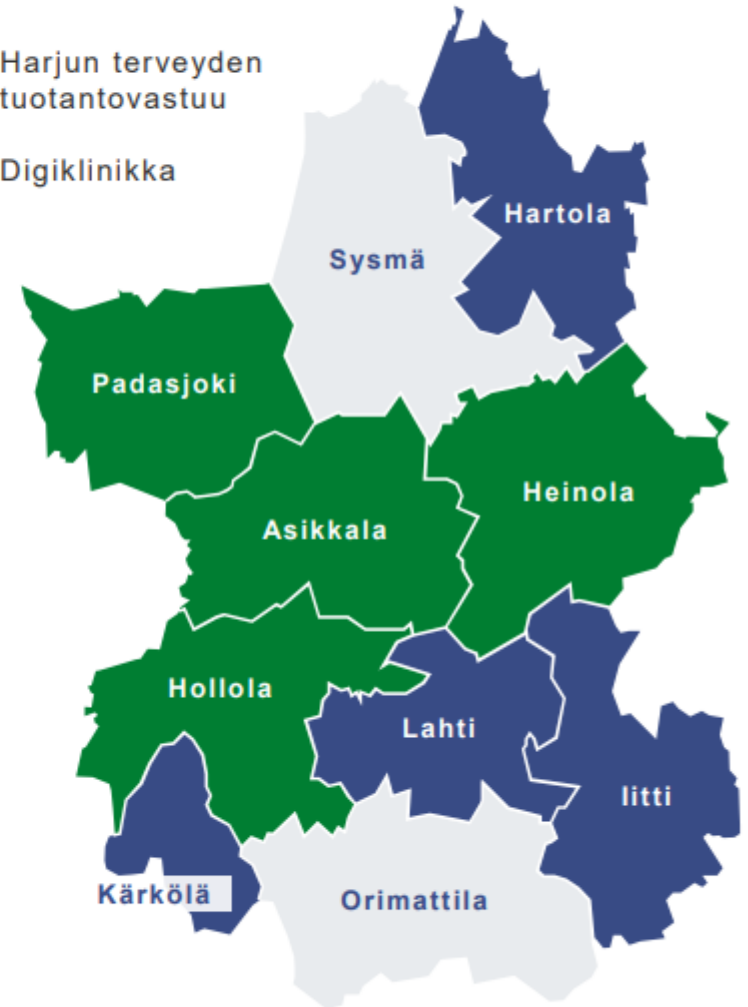 Harjun terveyden
tuotantovastuu
Digiklinikka
Hartola
Sysmä
Padasjoki
Heinola
Asikkala
Hollola
Lahti
Iitti
Kärkölä
Orimattila